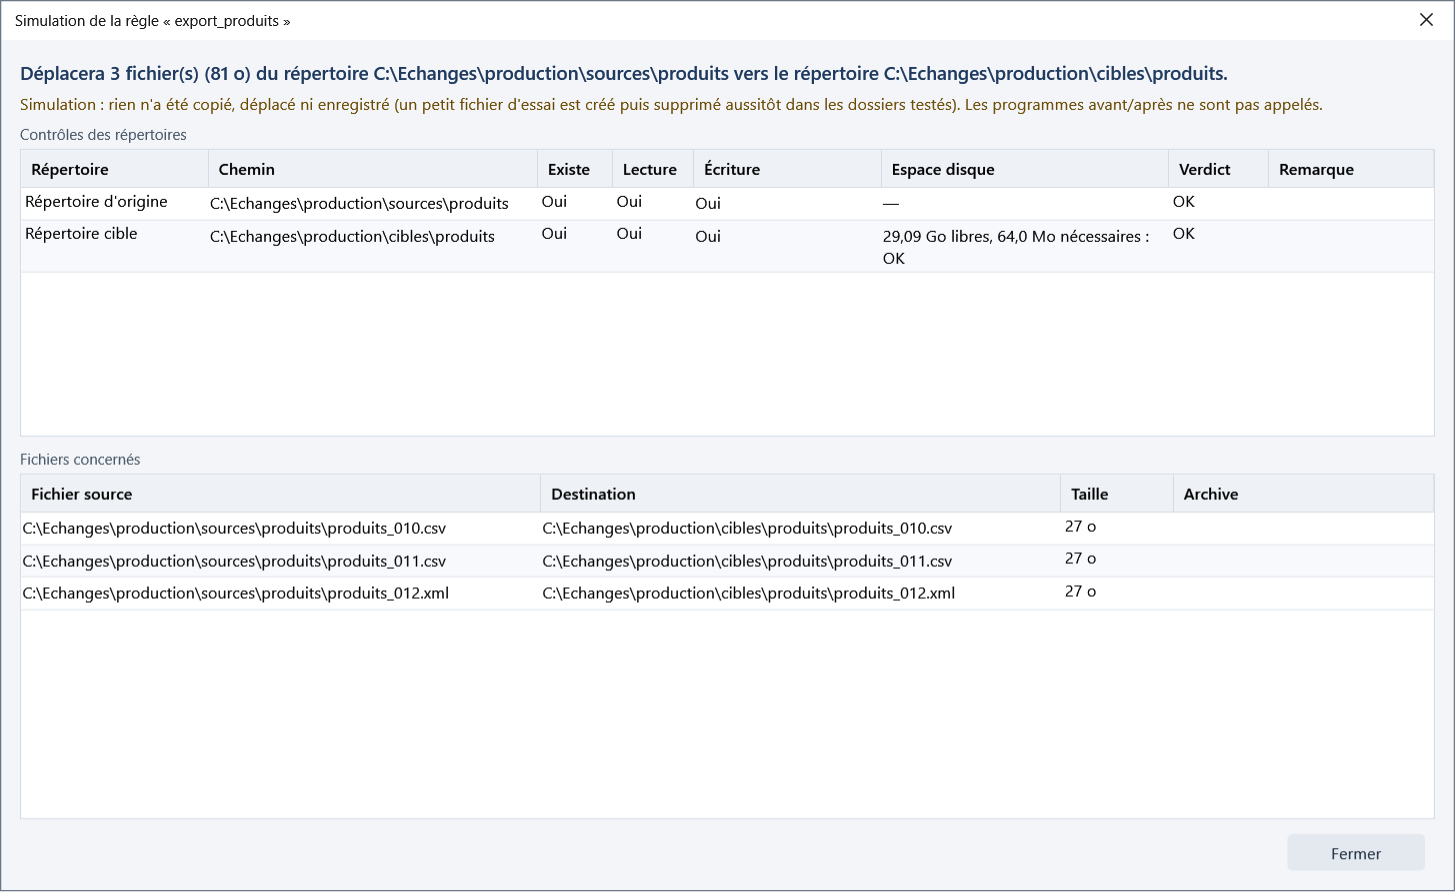 Simulation de la règle « export_produits »
Déplacera 3 fichier(s) (81 o) du répertoire C:\Echanges\production\sources\produits vers le répertoire C:\Echanges\production\cibles\produits.
Simulation : rien n'a été copié, déplacé ni enregistré (un petit fichier d'essai est créé puis supprimé aussitôt dans les dossiers testés). Les programmes avant/après ne sont pas appelés.
Contrôles des répertoires
Répertoire Chemin Existe Lecture Écriture Espace disque Verdict Remarque
Répertoire d'origine C:\Echanges\production\sources\produits Oui Oui Oui — OK
Répertoire cible C:\Echanges\production\cibles\produits Oui Oui Oui 29,09 Go libres, 64,0 Mo nécessaires : OK
OK
Fichiers concernés
Fichier source Destination Taille Archive
C:\Echanges\production\sources\produits\produits_010.csv C:\Echanges\production\cibles\produits\produits_010.csv 27 o
C:\Echanges\production\sources\produits\produits_011.csv C:\Echanges\production\cibles\produits\produits_011.csv 27 o
C:\Echanges\production\sources\produits\produits_012.xml C:\Echanges\production\cibles\produits\produits_012.xml 27 o
Fermer